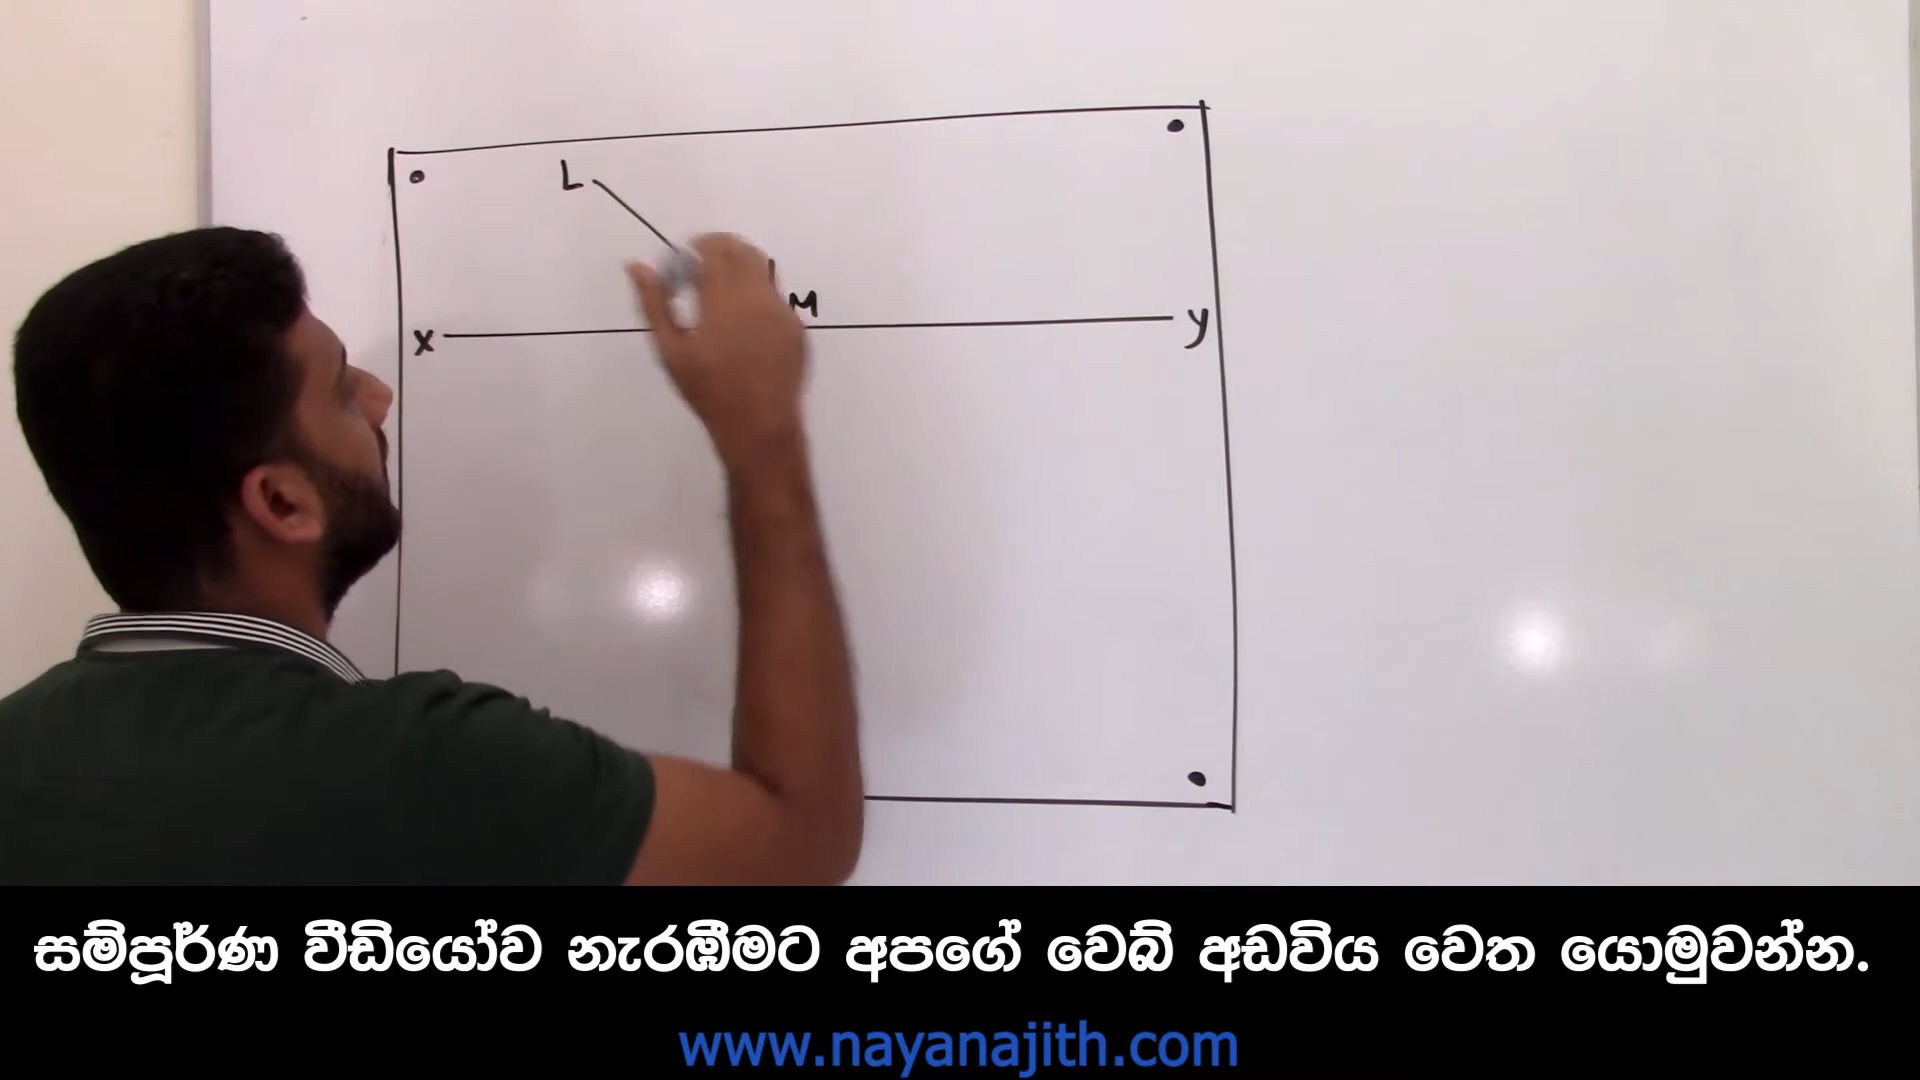 L
M
x
y
සම්පූර්ණ වීඩියෝව නැරඹීමට අපගේ වෙබ් අඩවිය වෙත යොමුවන්න.
www.nayanajith.com